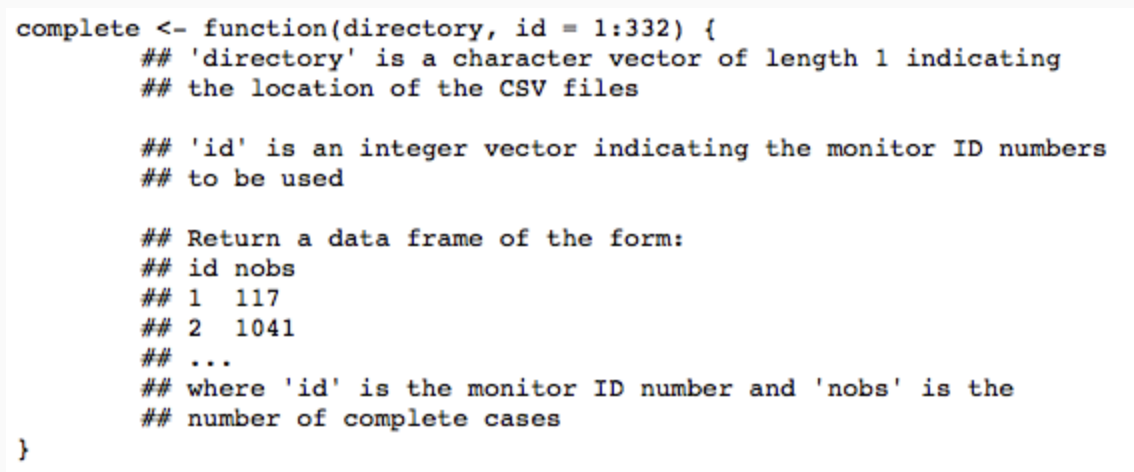 complete <- function(directory, id = 1:332) {
        ## 'directory' is a character vector of length 1 indicating
        ## the location of the CSV files

        ## 'id' is an integer vector indicating the monitor ID numbers
        ## to be used

        ## Return a data frame of the form:
        ## id nobs
        ## 1  117
        ## 2  1041
        ## ...
        ## where 'id' is the monitor ID number and 'nobs' is the
        ## number of complete cases
}